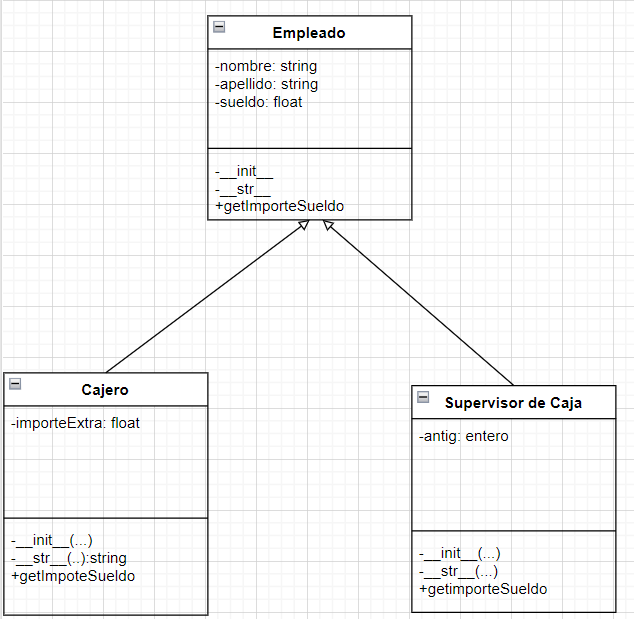 Empleado
-nombre: string
-apellido: string
-sueldo: float
-__init__
-__str__
+getImporteSueldo
Cajero
-importeExtra: float
-__init__(...)
-__str__(..):string
+getImpoteSueldo
Supervisor de Caja
-antig: entero
-__init__(...)
-__str__(...)
+getimporteSueldo